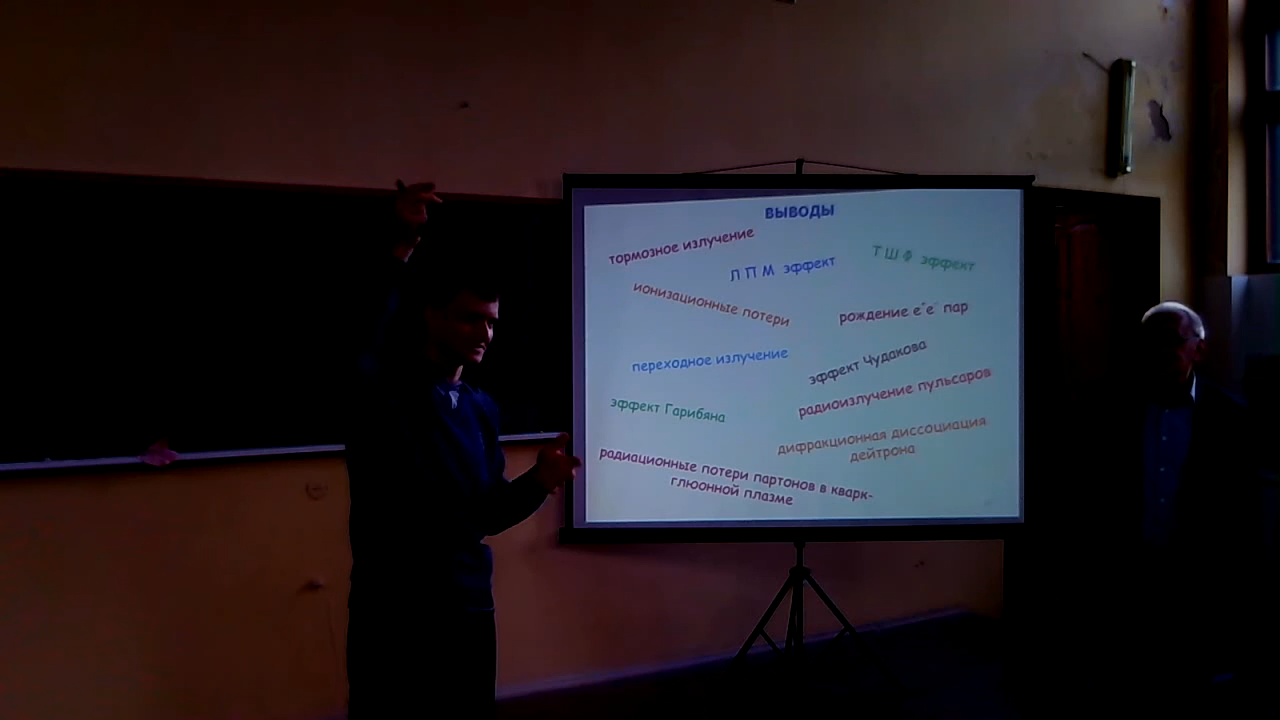 ВЫВОДЫ
тормозное излучение
Л П М эффект
Т Ш Ф эффект
ионизационные потери
рождение e⁺e⁻ пар
переходное излучение
эффект Чудакова
эффект Гарибяна
радиоизлучение пульсаров
дифракционная диссоциация
дейтрона
радиационные потери партонов в кварк-
глюонной плазме